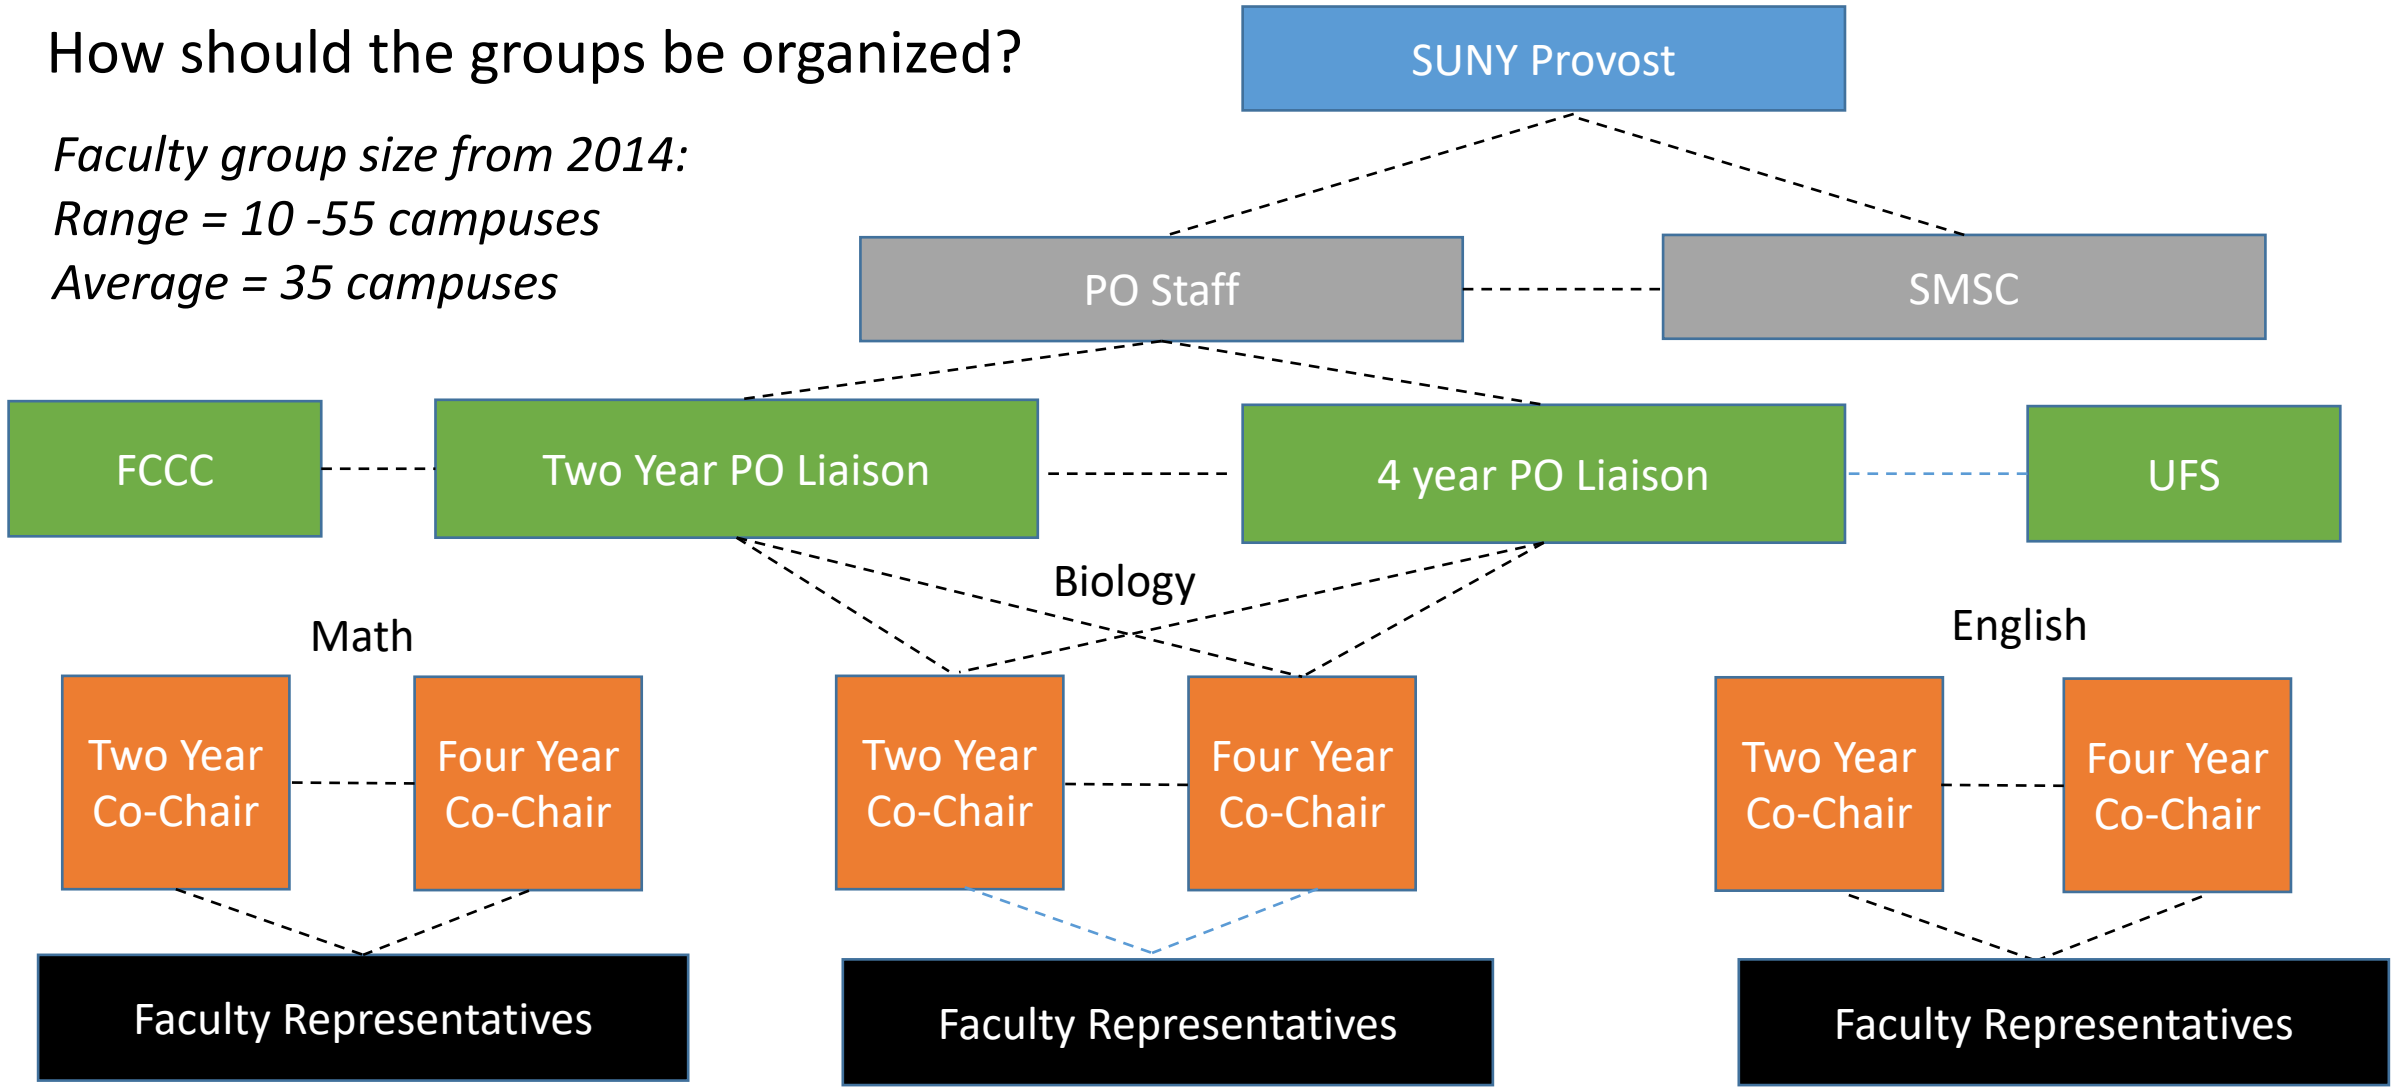 How should the groups be organized?
Faculty group size from 2014:
Range = 10 -55 campuses
Average = 35 campuses
SUNY Provost
PO Staff
SMSC
FCCC
Two Year PO Liaison
4 year PO Liaison
UFS
Math
Biology
English
Two Year
Co-Chair
Four Year
Co-Chair
Two Year
Co-Chair
Four Year
Co-Chair
Two Year
Co-Chair
Four Year
Co-Chair
Faculty Representatives
Faculty Representatives
Faculty Representatives